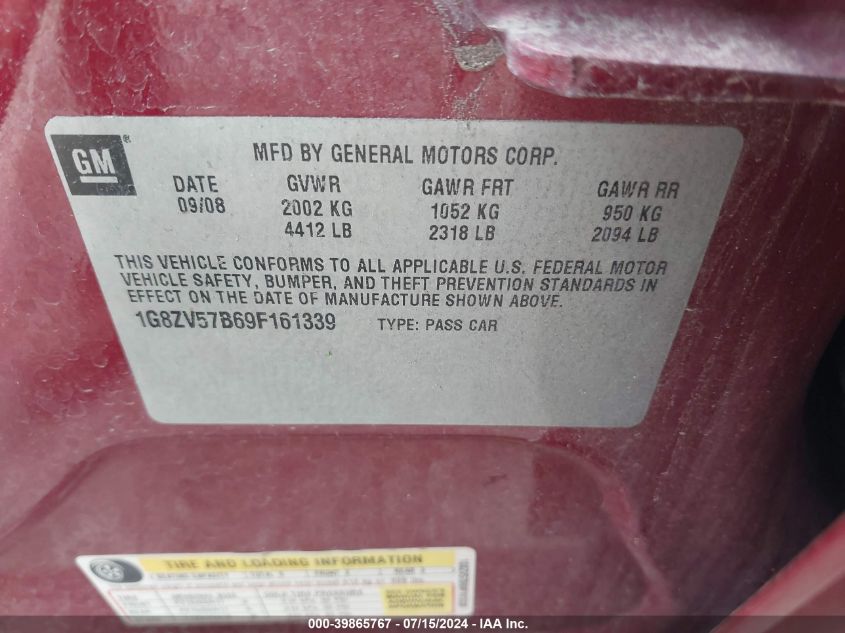 GM®
MFD BY GENERAL MOTORS CORP.
DATE GVWR GAWR FRT GAWR RR
09/08 2002 KG 1052 KG 950 KG
4412 LB 2318 LB 2094 LB
THIS VEHICLE CONFORMS TO ALL APPLICABLE U.S. FEDERAL MOTOR
VEHICLE SAFETY, BUMPER, AND THEFT PREVENTION STANDARDS IN
EFFECT ON THE DATE OF MANUFACTURE SHOWN ABOVE.
1G8ZV57B69F161339 TYPE: PASS CAR
TIRE AND LOADING INFORMATION
000-39865767 - 07/15/2024 - IAAI Inc.